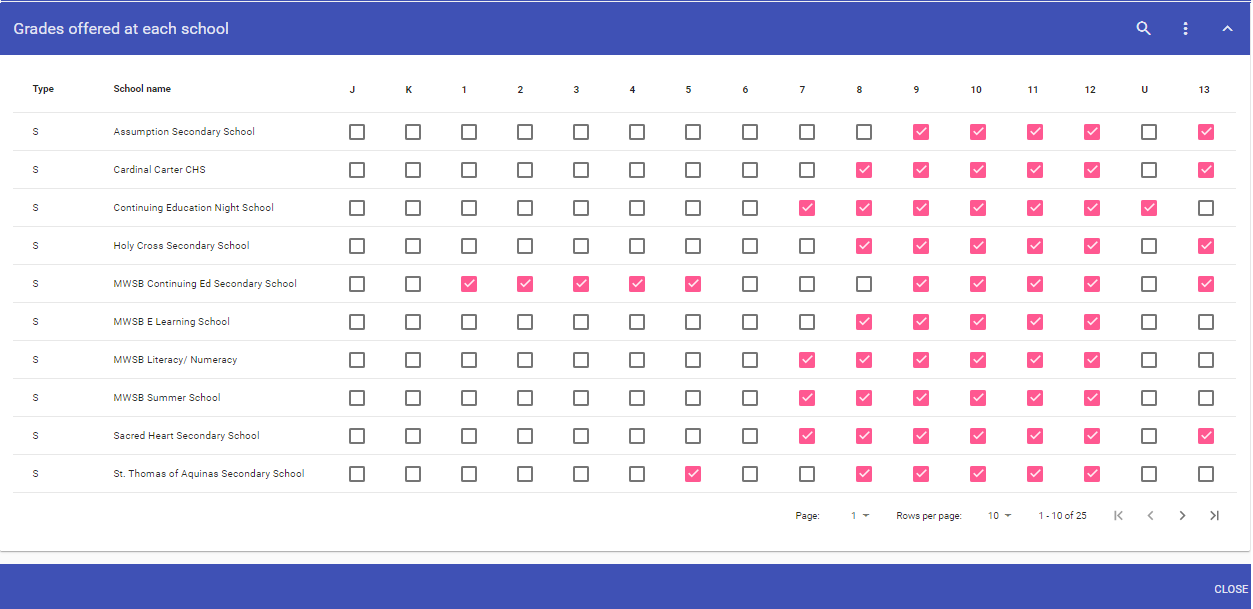 Grades offered at each school
Type School name J K 1 2 3 4 5 6 7 8 9 10 11 12 U 13
S Assumption Secondary School
S Cardinal Carter CHS
S Continuing Education Night School
S Holy Cross Secondary School
S MWSB Continuing Ed Secondary School
S MWSB E Learning School
S MWSB Literacy/ Numeracy
S MWSB Summer School
S Sacred Heart Secondary School
S St. Thomas of Aquinas Secondary School
Page: 1 Rows per page: 10 1 - 10 of 25
CLOSE